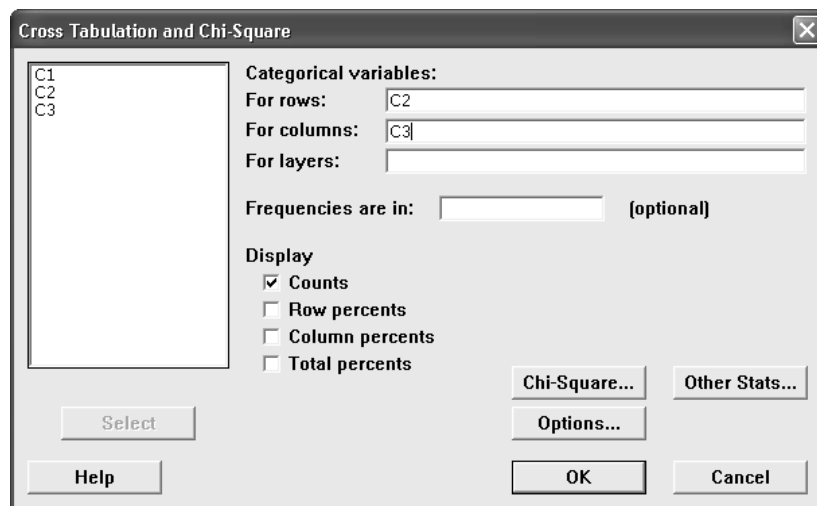 Cross Tabulation and Chi-Square
C1
C2
C3
Categorical variables:
For rows: C2
For columns: C3
For layers:
Frequencies are in: (optional)
Display
Counts
Row percents
Column percents
Total percents
Chi-Square... Other Stats...
Select Options...
Help OK Cancel